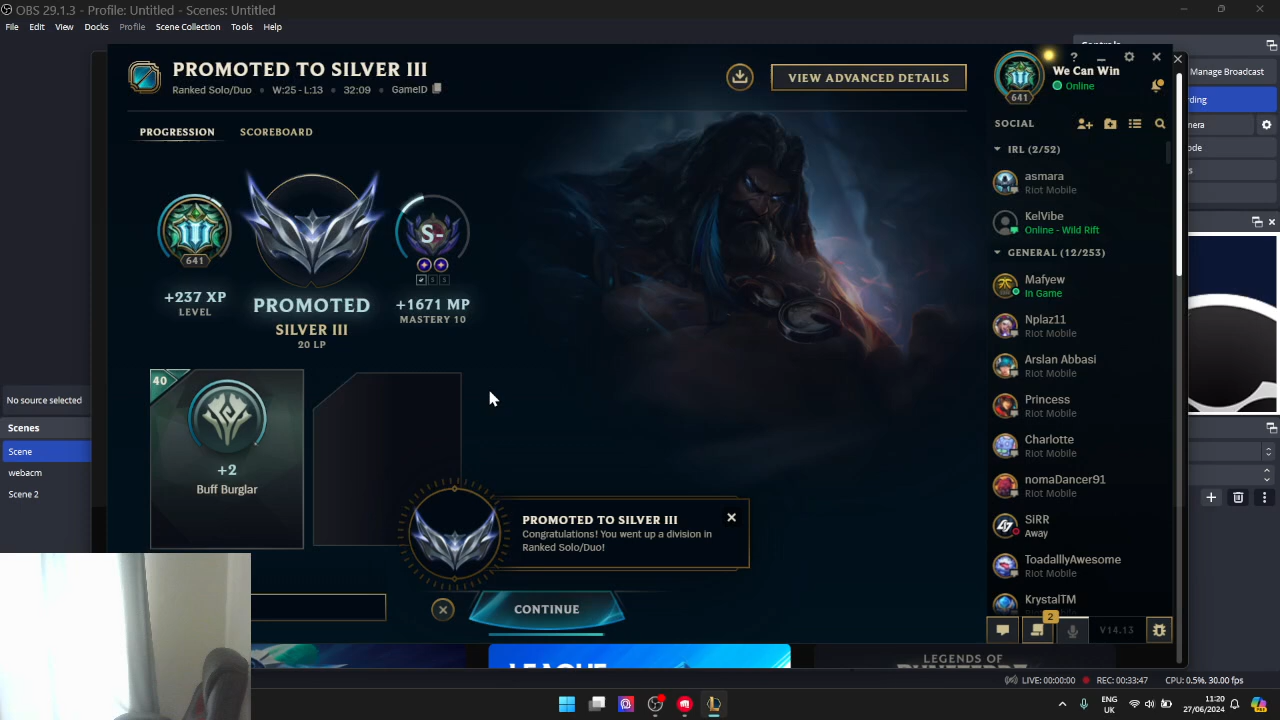 OBS 29.1.3 - Profile: Untitled - Scenes: Untitled
File Edit View Docks Profile Scene Collection Tools Help
PROMOTED TO SILVER III
Ranked Solo/Duo • W:25 - L:13 • 32:09 • GameID
VIEW ADVANCED DETAILS
PROGRESSION SCOREBOARD
641
+237 XP
LEVEL
PROMOTED
SILVER III
20 LP
S-
+1671 MP
MASTERY 10
40
+2
Buff Burglar
PROMOTED TO SILVER III
Congratulations! You went up a division in
Ranked Solo/Duo!
CONTINUE
641
We Can Win
Online
SOCIAL
IRL (2/52)
asmara
Riot Mobile
KelVibe
Online - Wild Rift
GENERAL (12/253)
Mafyew
In Game
Nplaz11
Riot Mobile
Arslan Abbasi
Riot Mobile
Princess
Riot Mobile
Charlotte
Riot Mobile
nomaDancer91
Riot Mobile
SiRR
Away
ToadalllyAwesome
Riot Mobile
KrystalTM
2
V14.13
Manage Broadcast
No source selected
Scenes
Scene
webacm
Scene 2
LEAGUE
LEGENDS OF
LIVE: 00:00:00 REC: 00:33:47 CPU: 0.5%, 30.00 fps
ENG
UK
11:20
27/06/2024